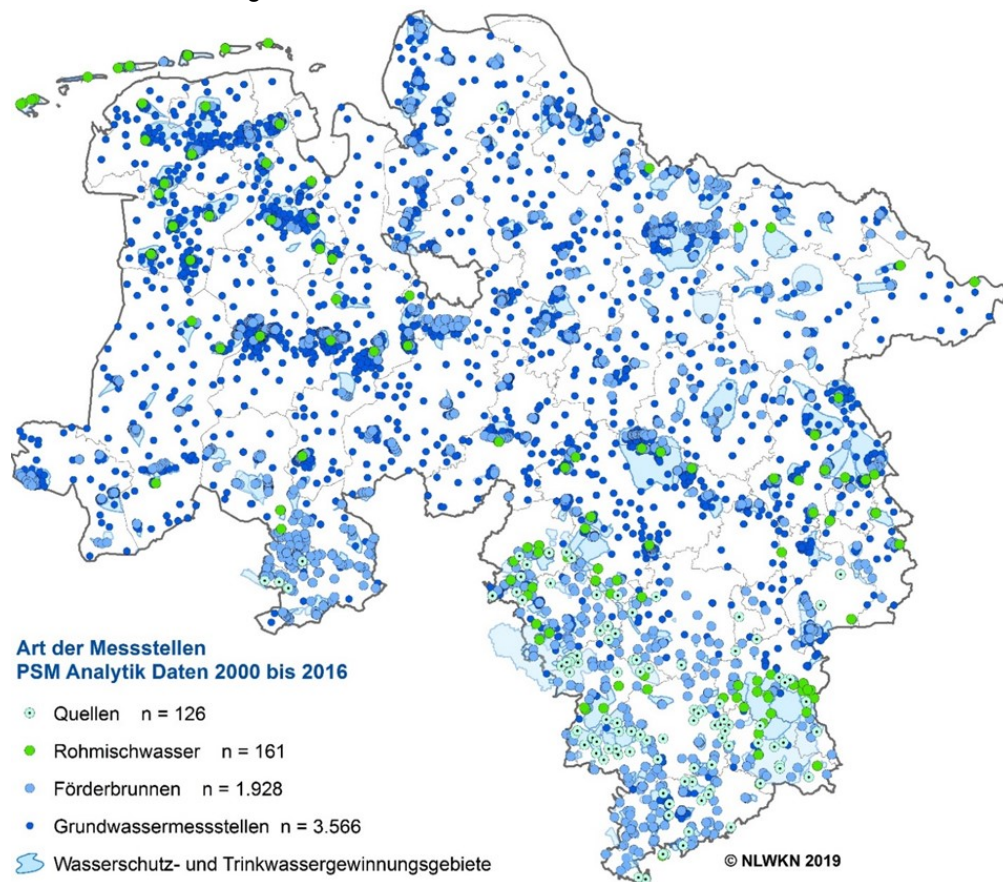 Art der Messstellen
PSM Analytik Daten 2000 bis 2016
Quellen n = 126
Rohmischwasser n = 161
Förderbrunnen n = 1.928
Grundwassermessstellen n = 3.566
Wasserschutz- und Trinkwassergewinnungsgebiete
© NLWKN 2019